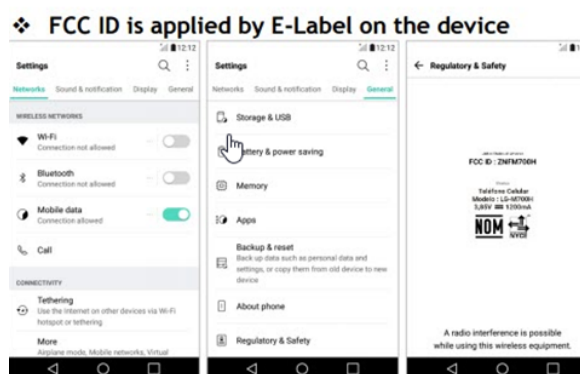 ❖ FCC ID is applied by E-Label on the device
12:12
Settings
Networks Sound & notification Display General
WIRELESS NETWORKS
Wi-Fi
Connection not allowed
Bluetooth
Connection not allowed
Mobile data
Connection allowed
Call
CONNECTIVITY
Tethering
Use the Internet on other devices via Wi-Fi
hotspot or tethering
More
Airplane mode, Mobile networks, Virtual
12:12
Settings
Networks Sound & notification Display General
Storage & USB
Battery & power saving
Memory
Apps
Backup & reset
Back up data such as personal data and
settings, or copy them from old device to new
device
About phone
Regulatory & Safety
Regulatory & Safety
FCC ID : ZNFM700H
Teléfono Celular
Modelo : LG-M700H
1200mA
NOM
NYCE
A radio interference is possible
while using this wireless equipment.